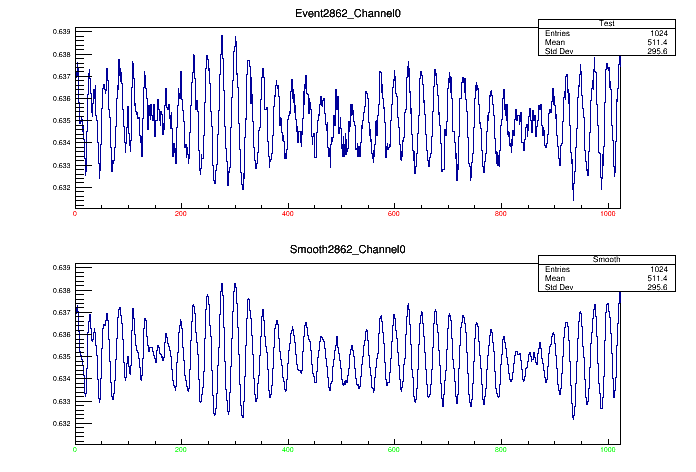 Event2862_Channel0
Test
Entries 1024
Mean 511.4
Std Dev 295.6
0.639
0.638
0.637
0.636
0.635
0.634
0.633
0.632
0 200 400 600 800 1000
Smooth2862_Channel0
Smooth
Entries 1024
Mean 511.4
Std Dev 295.6
0.639
0.638
0.637
0.636
0.635
0.634
0.633
0.632
0 200 400 600 800 1000